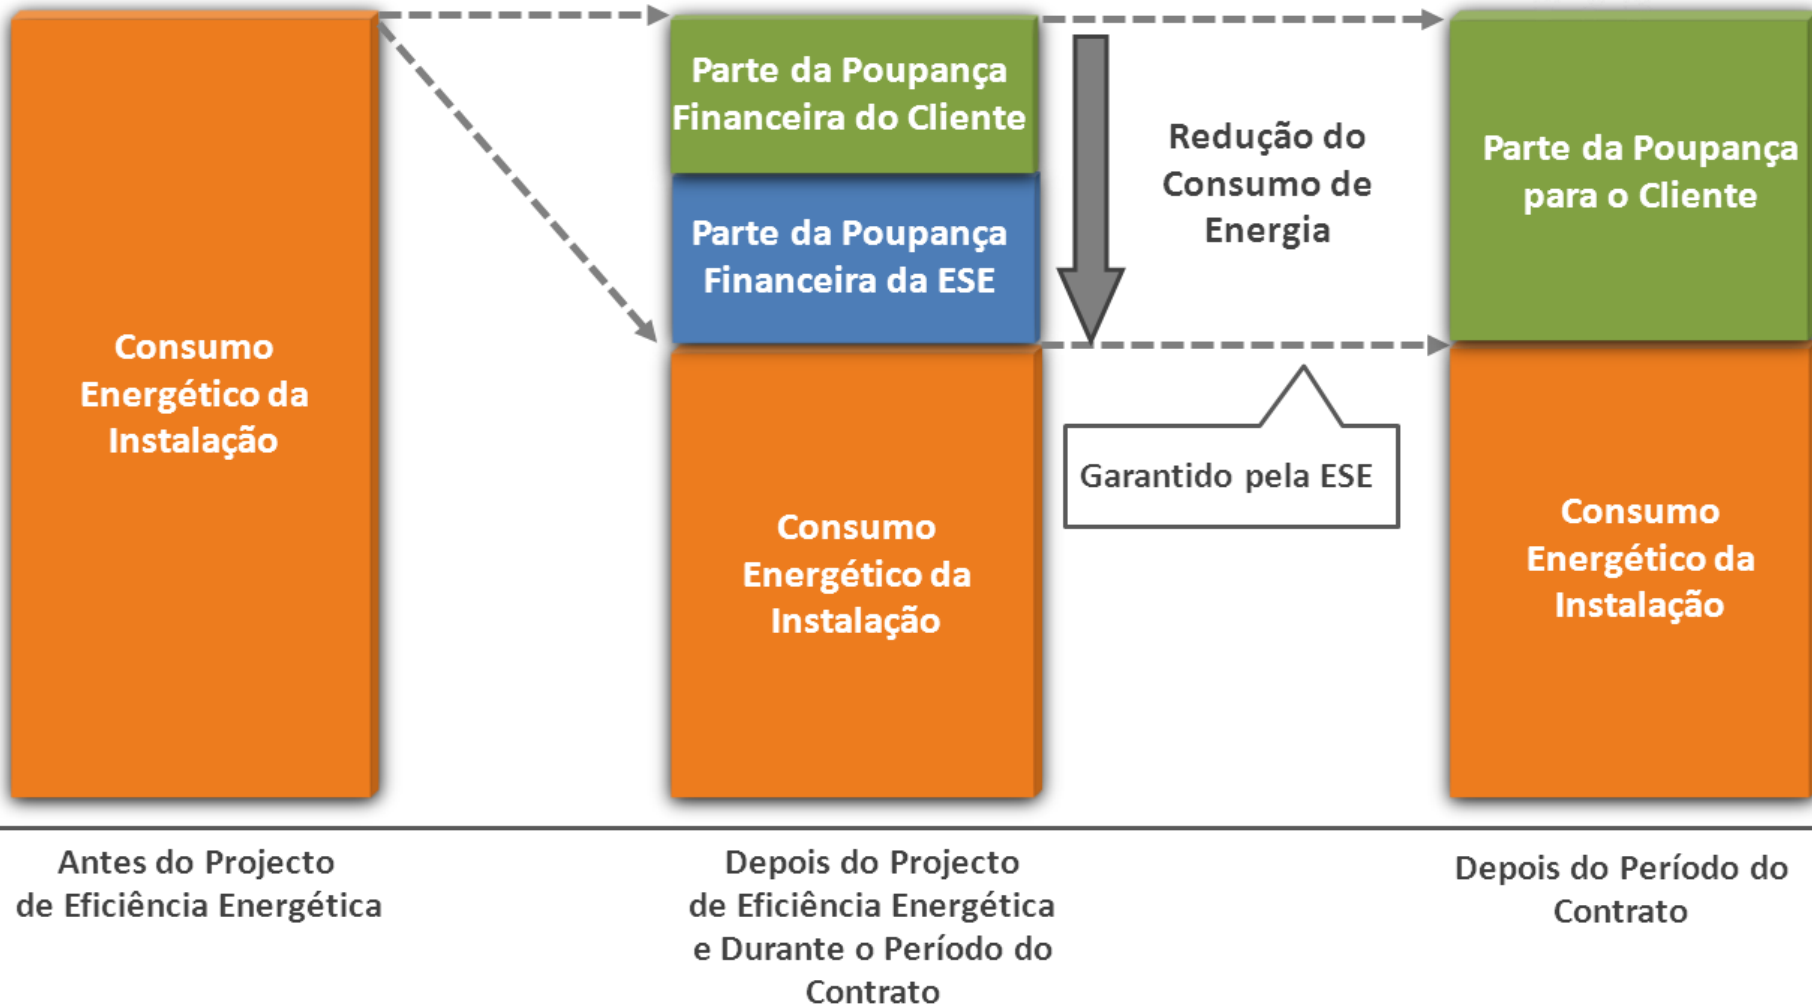 Consumo
Energético da
Instalação
Parte da Poupança
Financeira do Cliente
Parte da Poupança
Financeira da ESE
Consumo
Energético da
Instalação
Redução do
Consumo de
Energia
Garantido pela ESE
Parte da Poupança
para o Cliente
Consumo
Energético da
Instalação
Antes do Projecto
de Eficiência Energética
Depois do Projecto
de Eficiência Energética
e Durante o Período do
Contrato
Depois do Período do
Contrato